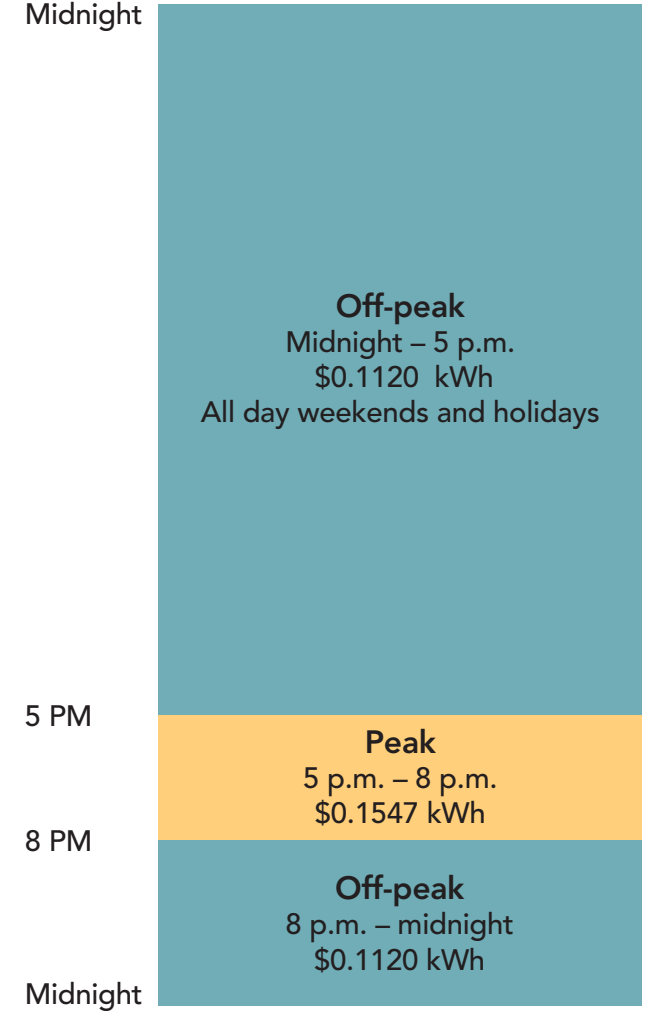 Midnight
Off-peak
Midnight – 5 p.m.
$0.1120 kWh
All day weekends and holidays
5 PM
Peak
5 p.m. – 8 p.m.
$0.1547 kWh
8 PM
Off-peak
8 p.m. – midnight
$0.1120 kWh
Midnight